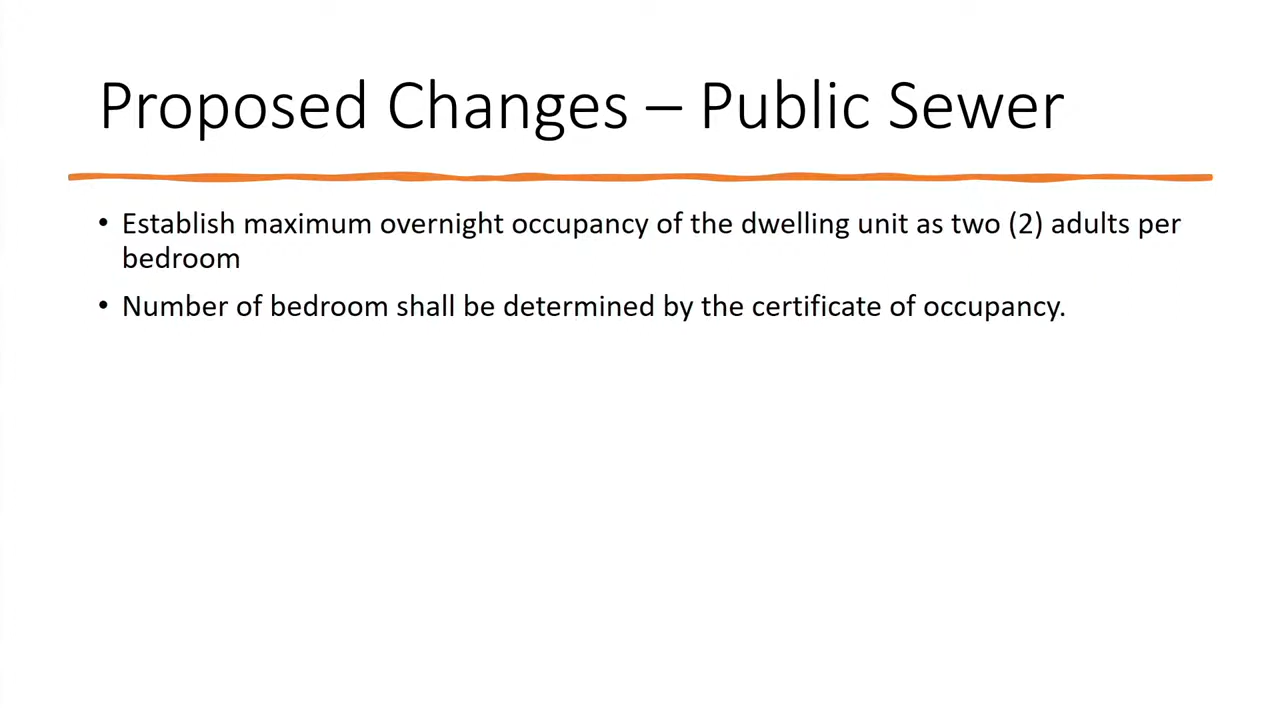 Proposed Changes – Public Sewer
• Establish maximum overnight occupancy of the dwelling unit as two (2) adults per
bedroom
• Number of bedroom shall be determined by the certificate of occupancy.